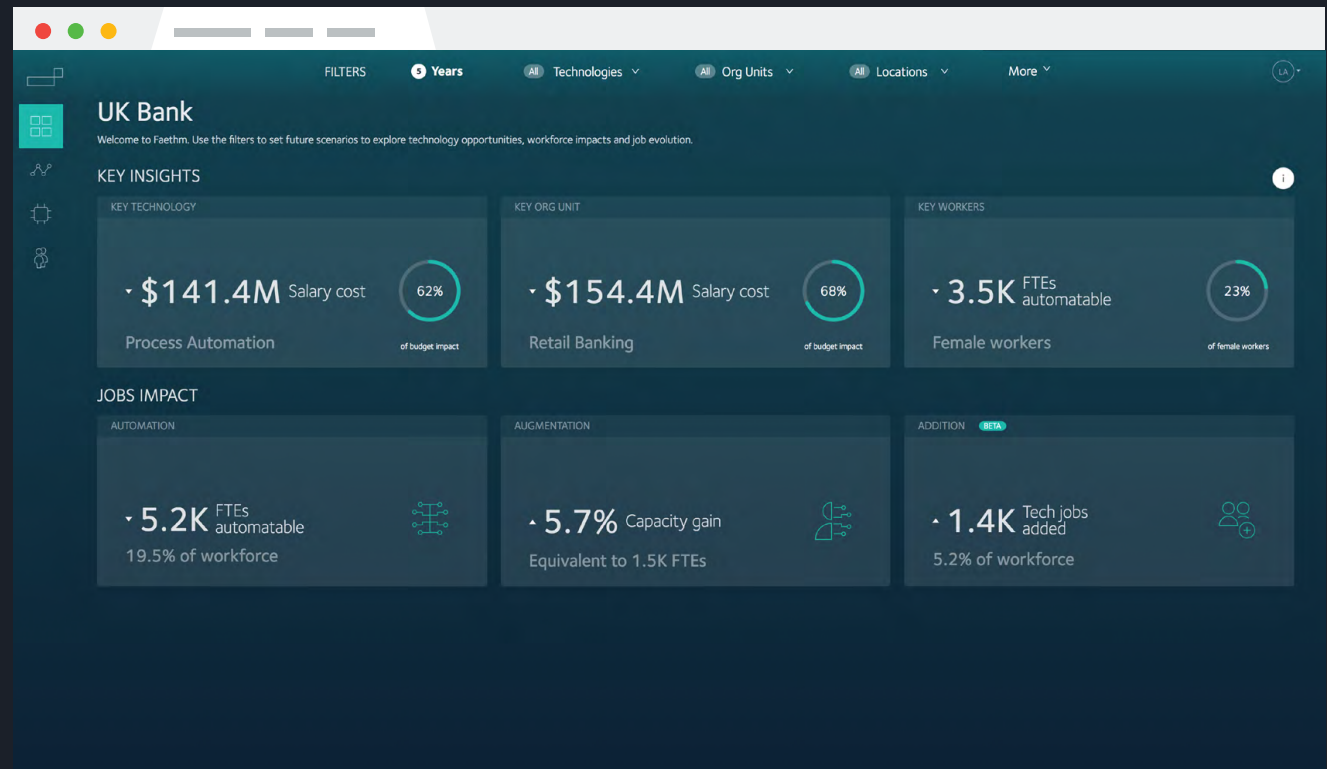 FILTERS
5 Years
All Technologies
All Org Units
All Locations
More
LA
UK Bank
Welcome to Faethm. Use the filters to set future scenarios to explore technology opportunities, workforce impacts and job evolution.
KEY INSIGHTS
i
KEY TECHNOLOGY
$141.4M Salary cost
62%
Process Automation
of budget impact
KEY ORG UNIT
$154.4M Salary cost
68%
Retail Banking
of budget impact
KEY WORKERS
3.5K FTEs
automatable
23%
Female workers
of female workers
JOBS IMPACT
AUTOMATION
5.2K FTEs
automatable
19.5% of workforce
AUGMENTATION
5.7% Capacity gain
Equivalent to 1.5K FTEs
ADDITION BETA
1.4K Tech jobs
added
5.2% of workforce